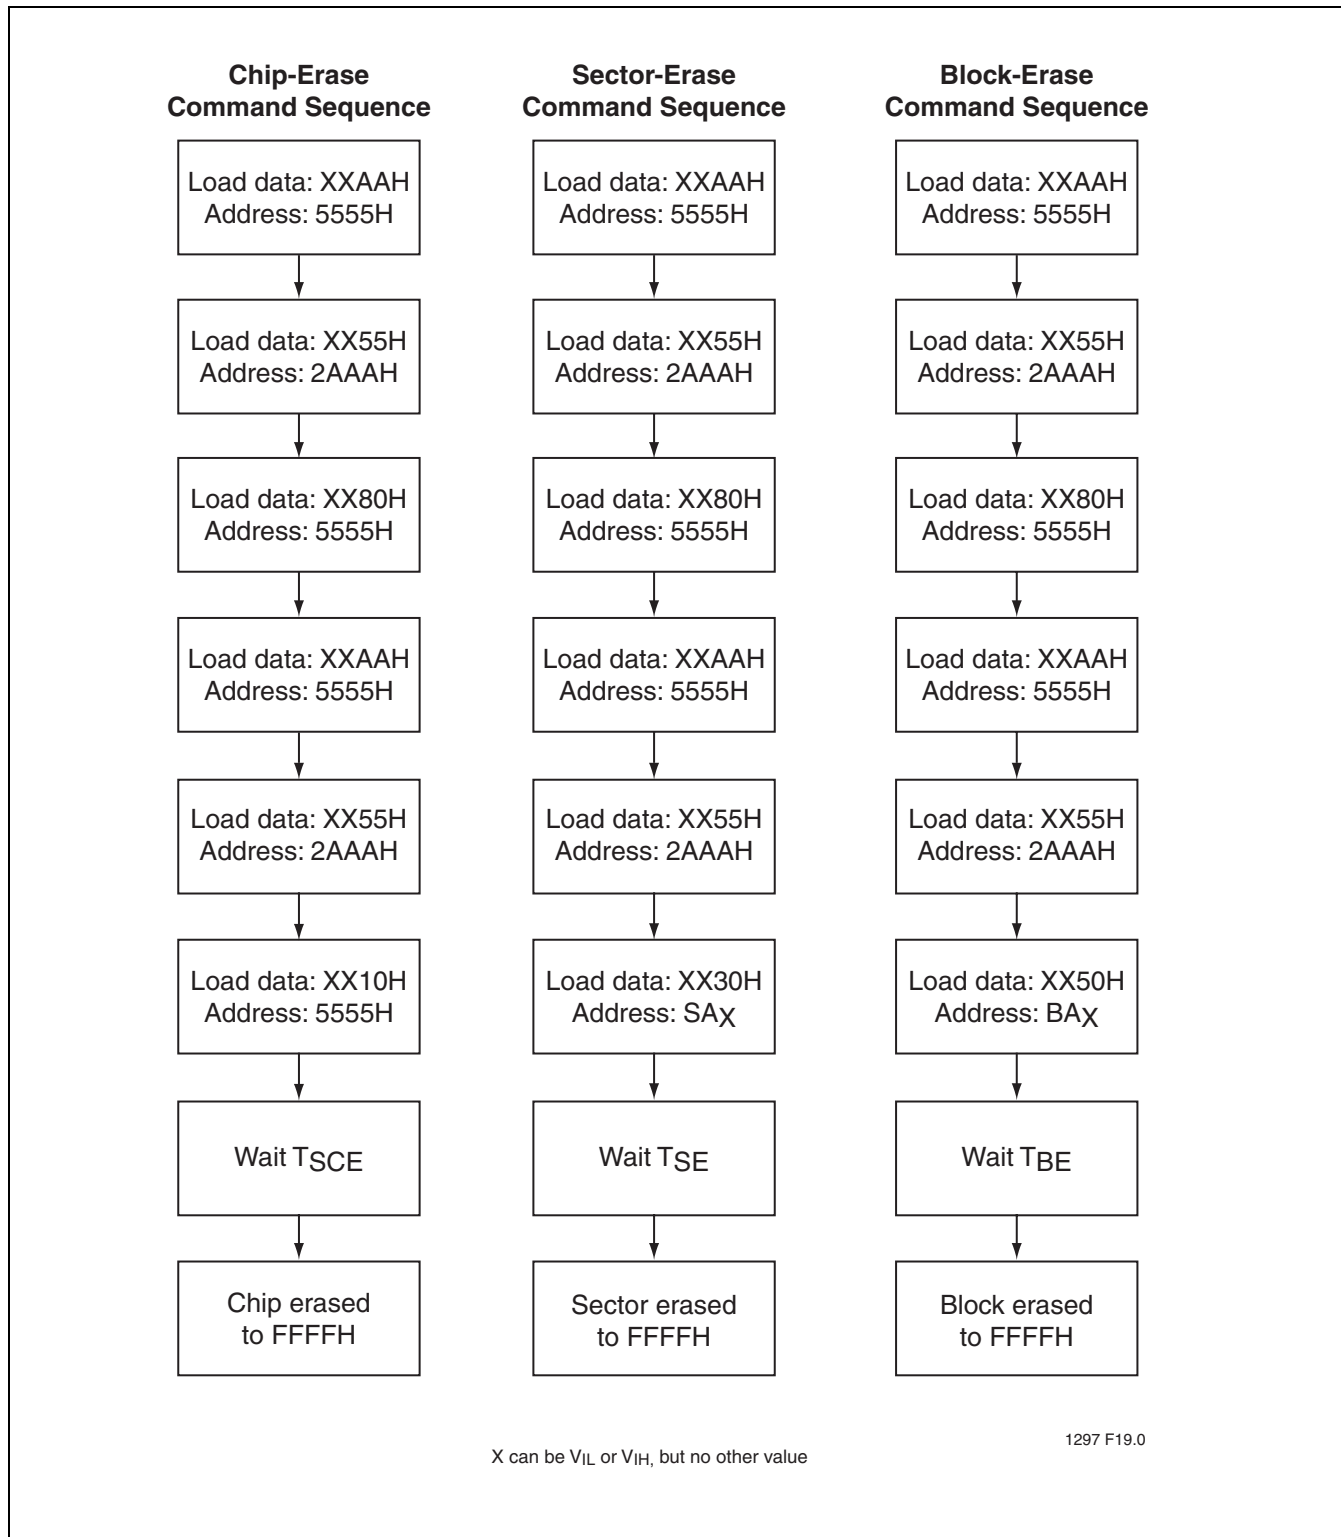 Chip-Erase
Command Sequence
Load data: XXAAH
Address: 5555H
Load data: XX55H
Address: 2AAAH
Load data: XX80H
Address: 5555H
Load data: XXAAH
Address: 5555H
Load data: XX55H
Address: 2AAAH
Load data: XX10H
Address: 5555H
Wait TSCE
Chip erased
to FFFFH
Sector-Erase
Command Sequence
Load data: XXAAH
Address: 5555H
Load data: XX55H
Address: 2AAAH
Load data: XX80H
Address: 5555H
Load data: XXAAH
Address: 5555H
Load data: XX55H
Address: 2AAAH
Load data: XX30H
Address: SAX
Wait TSE
Sector erased
to FFFFH
Block-Erase
Command Sequence
Load data: XXAAH
Address: 5555H
Load data: XX55H
Address: 2AAAH
Load data: XX80H
Address: 5555H
Load data: XXAAH
Address: 5555H
Load data: XX55H
Address: 2AAAH
Load data: XX50H
Address: BAX
Wait TBE
Block erased
to FFFFH
1297 F19.0
X can be VIL or VIH, but no other value